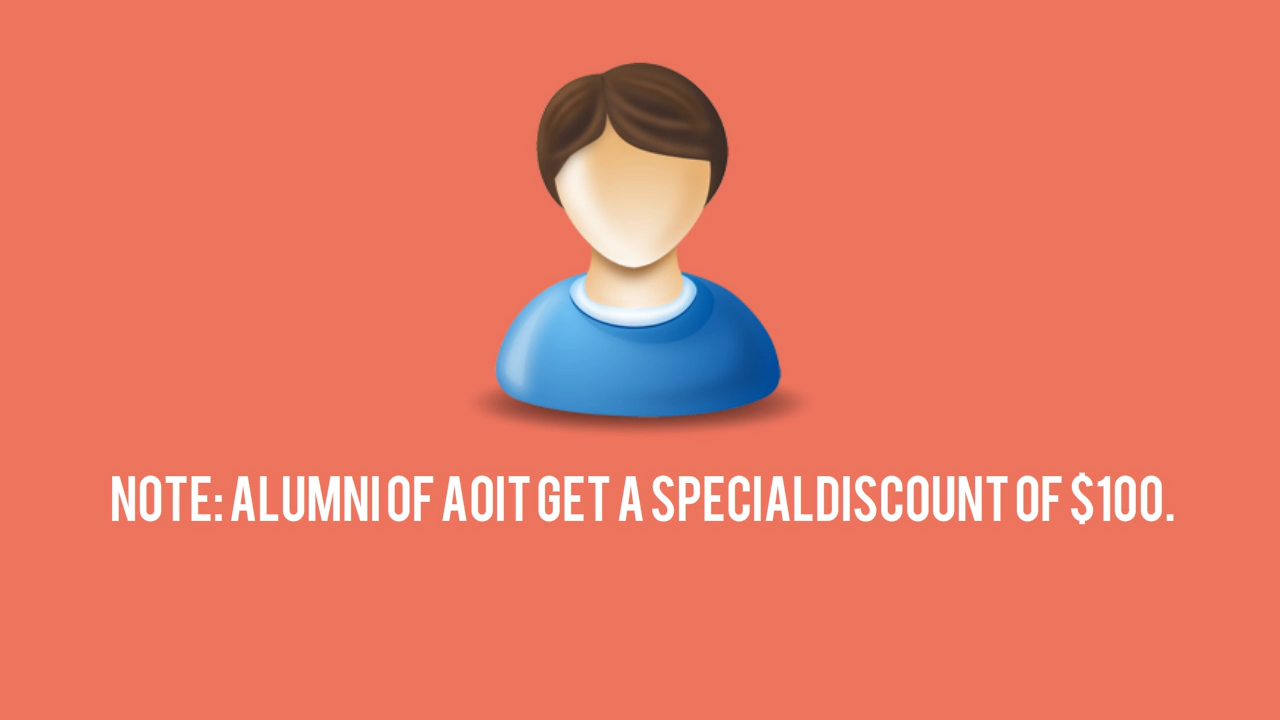 NOTE: ALUMNI OF AOIT GET A SPECIALDISCOUNT OF $100.